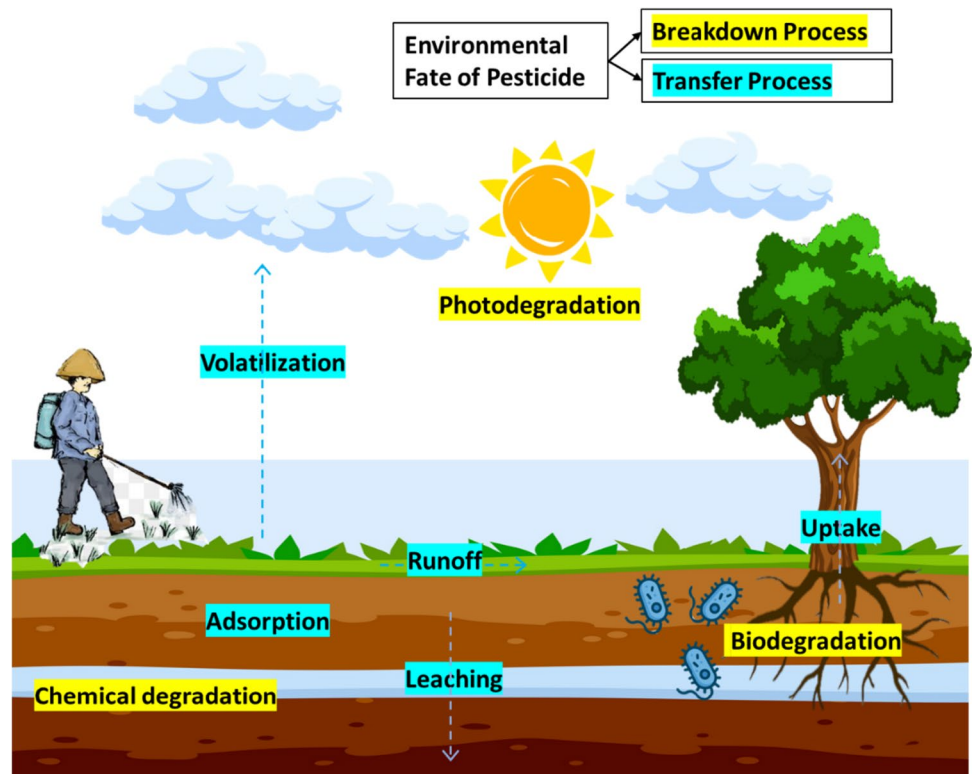 Environmental
Fate of Pesticide
Breakdown Process
Transfer Process
Photodegradation
Volatilization
Uptake
Runoff
Adsorption
Biodegradation
Leaching
Chemical degradation